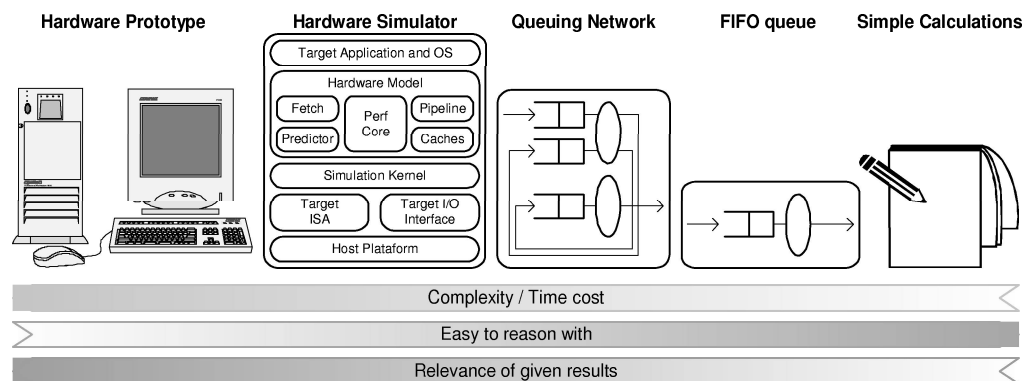 Hardware Prototype
Hardware Simulator
Queuing Network
FIFO queue
Simple Calculations
Target Application and OS
Hardware Model
Fetch
Perf
Core
Pipeline
Predictor
Caches
Simulation Kernel
Target
ISA
Target I/O
Interface
Host Plataform
Complexity / Time cost
Easy to reason with
Relevance of given results